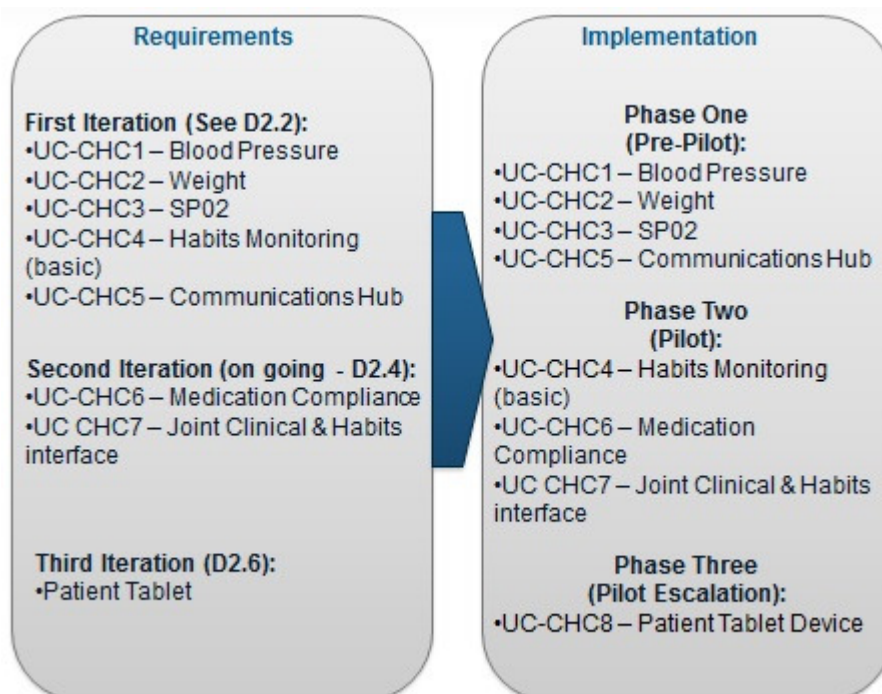 Requirements
First Iteration (See D2.2):
•UC-CHC1 – Blood Pressure
•UC-CHC2 – Weight
•UC-CHC3 – SP02
•UC-CHC4 – Habits Monitoring
(basic)
•UC-CHC5 – Communications Hub
Second Iteration (on going - D2.4):
•UC-CHC6 – Medication Compliance
•UC CHC7 – Joint Clinical & Habits
interface
Third Iteration (D2.6):
•Patient Tablet
Implementation
Phase One
(Pre-Pilot):
•UC-CHC1 – Blood Pressure
•UC-CHC2 – Weight
•UC-CHC3 – SP02
•UC-CHC5 – Communications Hub
Phase Two
(Pilot):
•UC-CHC4 – Habits Monitoring
(basic)
•UC-CHC6 – Medication
Compliance
•UC CHC7 – Joint Clinical & Habits
interface
Phase Three
(Pilot Escalation):
•UC-CHC8 – Patient Tablet Device